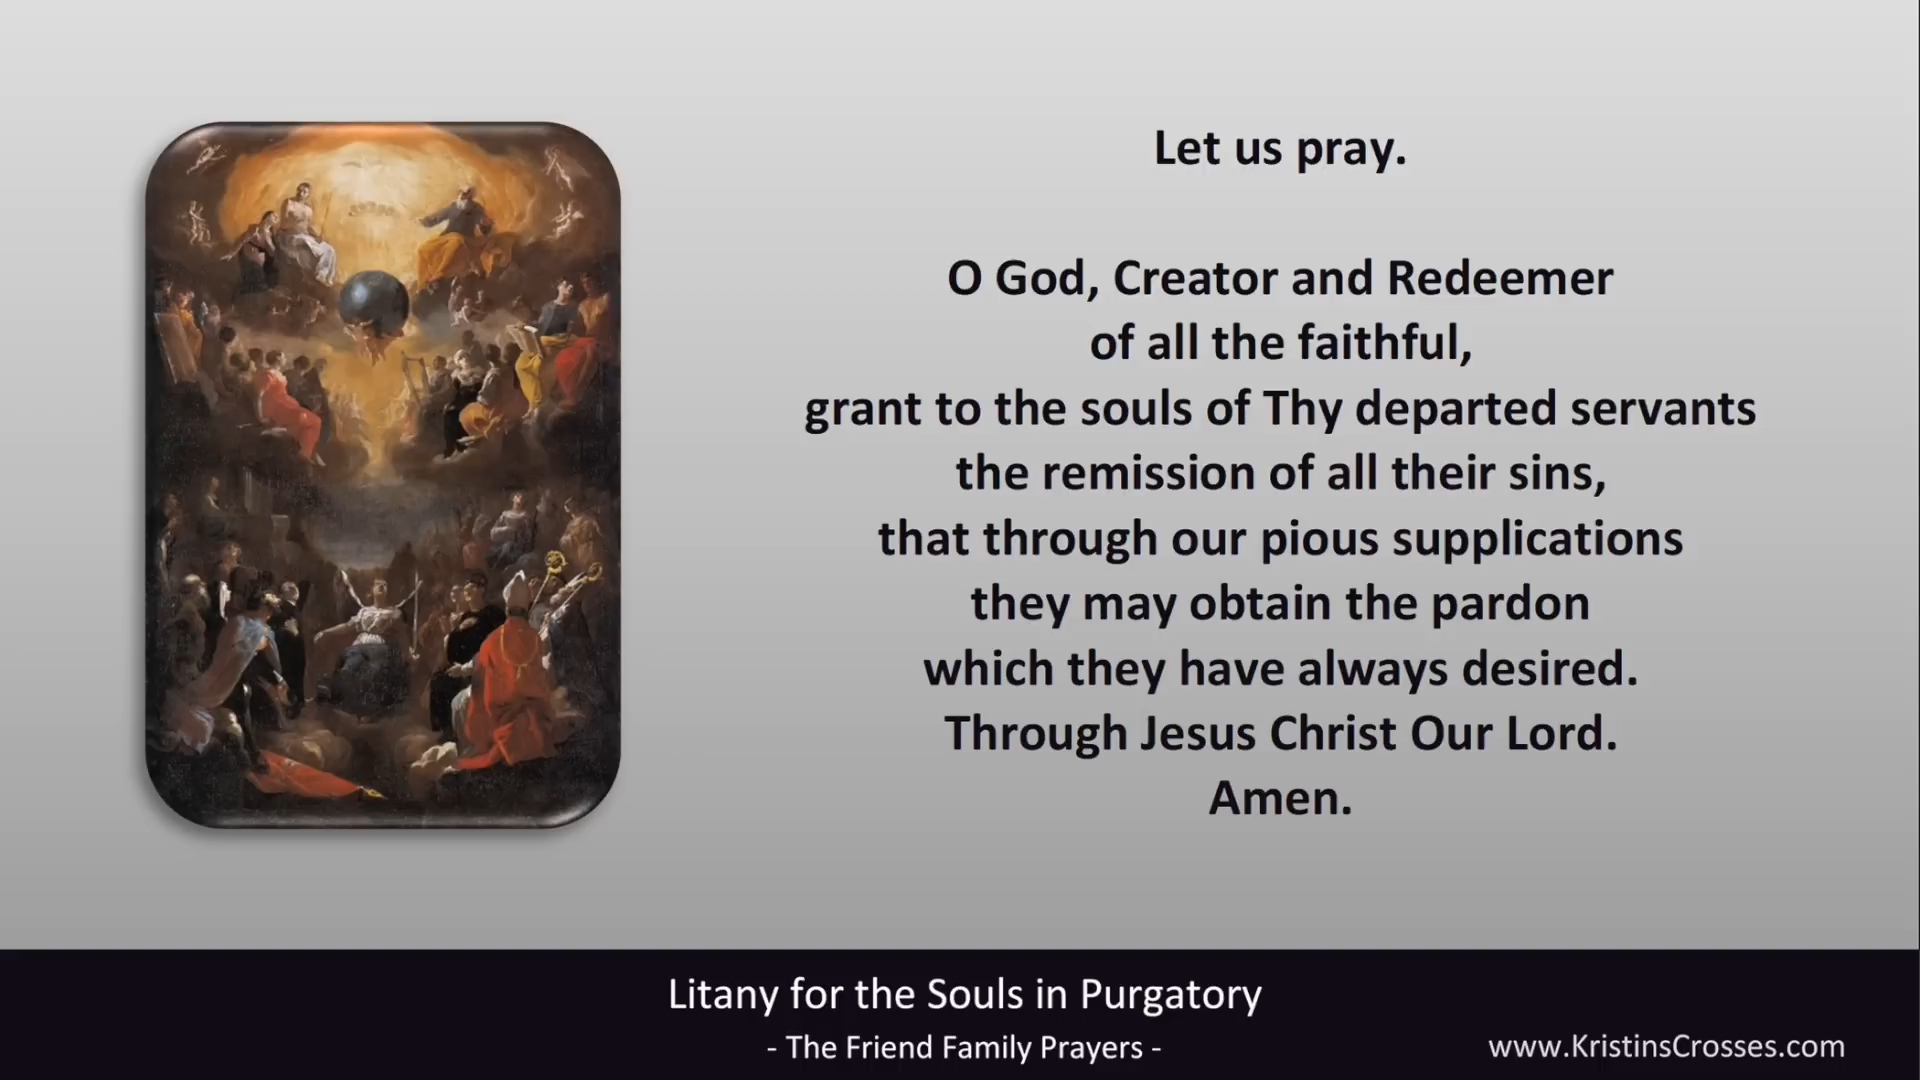 Let us pray.
O God, Creator and Redeemer
of all the faithful,
grant to the souls of Thy departed servants
the remission of all their sins,
that through our pious supplications
they may obtain the pardon
which they have always desired.
Through Jesus Christ Our Lord.
Amen.
Litany for the Souls in Purgatory
- The Friend Family Prayers -
www.KristinsCrosses.com